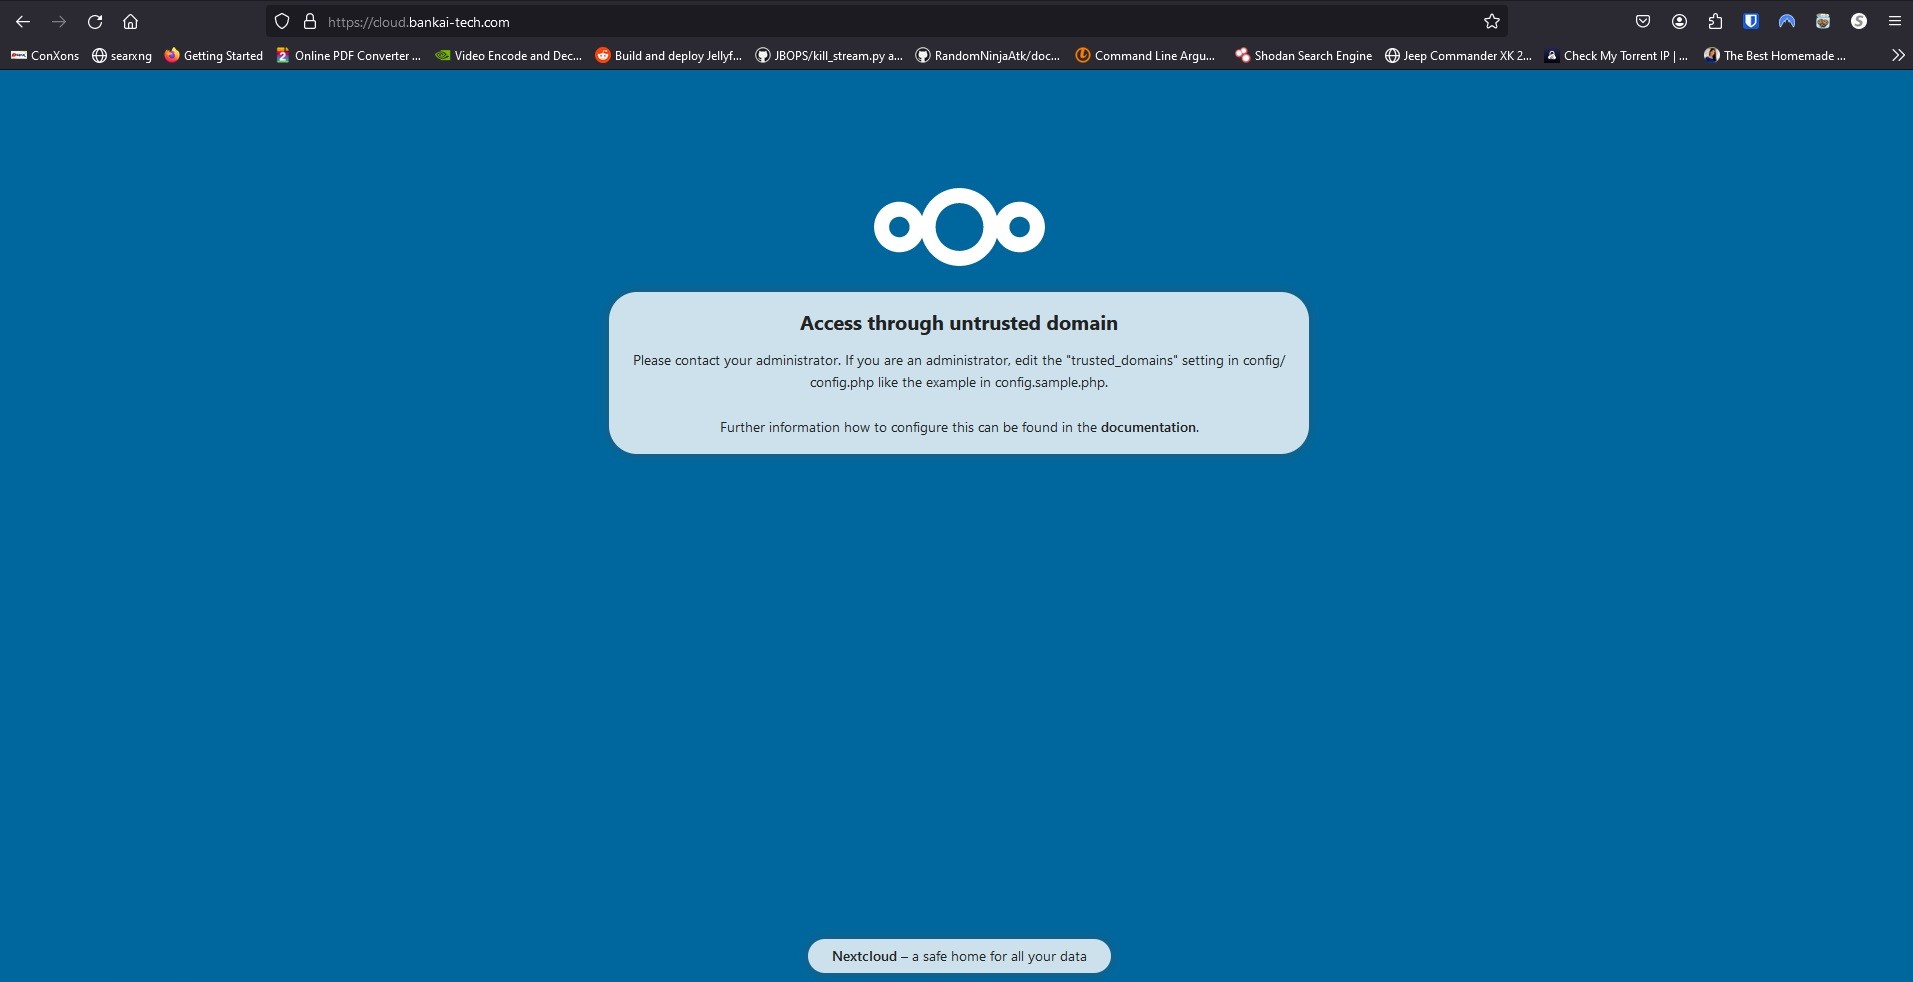 https://cloud.bankai-tech.com
ConXons searxng Getting Started Online PDF Converter ... Video Encode and Dec... Build and deploy Jellyf... JBOPS/kill_stream.py a... RandomNinjaAtk/doc... Command Line Argu... Shodan Search Engine Jeep Commander XK 2... Check My Torrent IP | ... The Best Homemade ...
Access through untrusted domain
Please contact your administrator. If you are an administrator, edit the "trusted_domains" setting in config/
config.php like the example in config.sample.php.
Further information how to configure this can be found in the documentation.
Nextcloud – a safe home for all your data